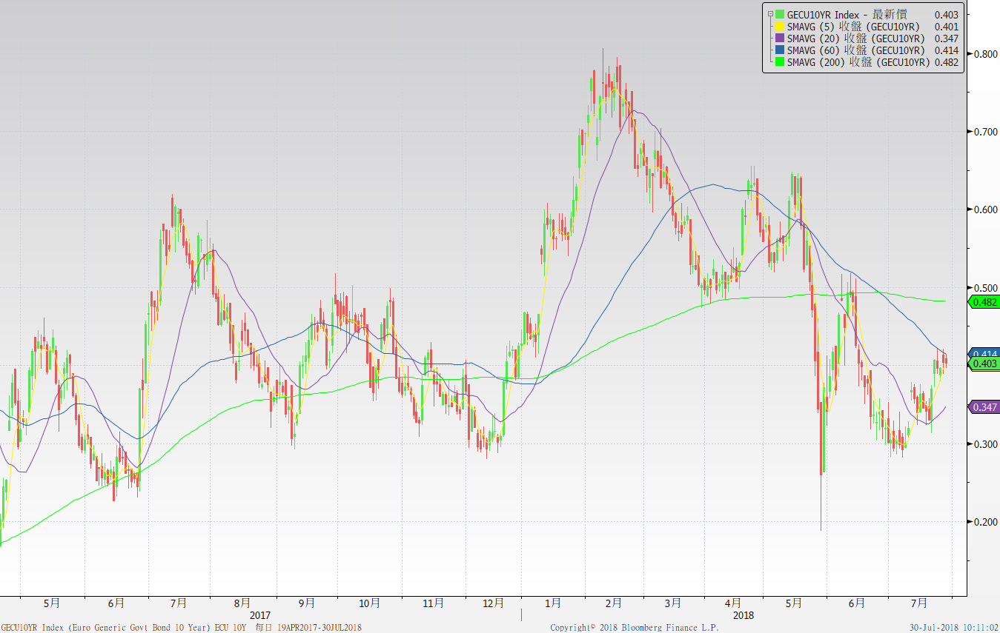 GECU10YR Index - 最新價 0.403
SMAVG (5) 收盤 (GECU10YR) 0.401
SMAVG (20) 收盤 (GECU10YR) 0.347
SMAVG (60) 收盤 (GECU10YR) 0.414
SMAVG (200) 收盤 (GECU10YR) 0.482
0.800
0.700
0.600
0.500
0.482
0.414
0.403
0.347
0.300
0.200
5月 6月 7月 8月 9月 10月 11月 12月 1月 2月 3月 4月 5月 6月 7月
2017 2018
GECU10YR Index (Euro Generic Govt Bond 10 Year) ECU 10Y 每日 19APR2017-30JUL2018 Copyright© 2018 Bloomberg Finance L.P. 30-Jul-2018 10:11:02